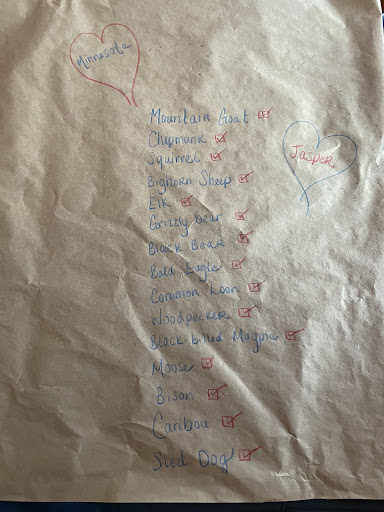 Minnesota
Mountain Goat
Chipmunk
Squirrel
Jasper
Bighorn Sheep
Elk
Grizzly bear
Black Bear
Bald Eagle
Common Loon
Woodpecker
Black-billed Magpie
Moose
Bison
Caribou
Sled Dog